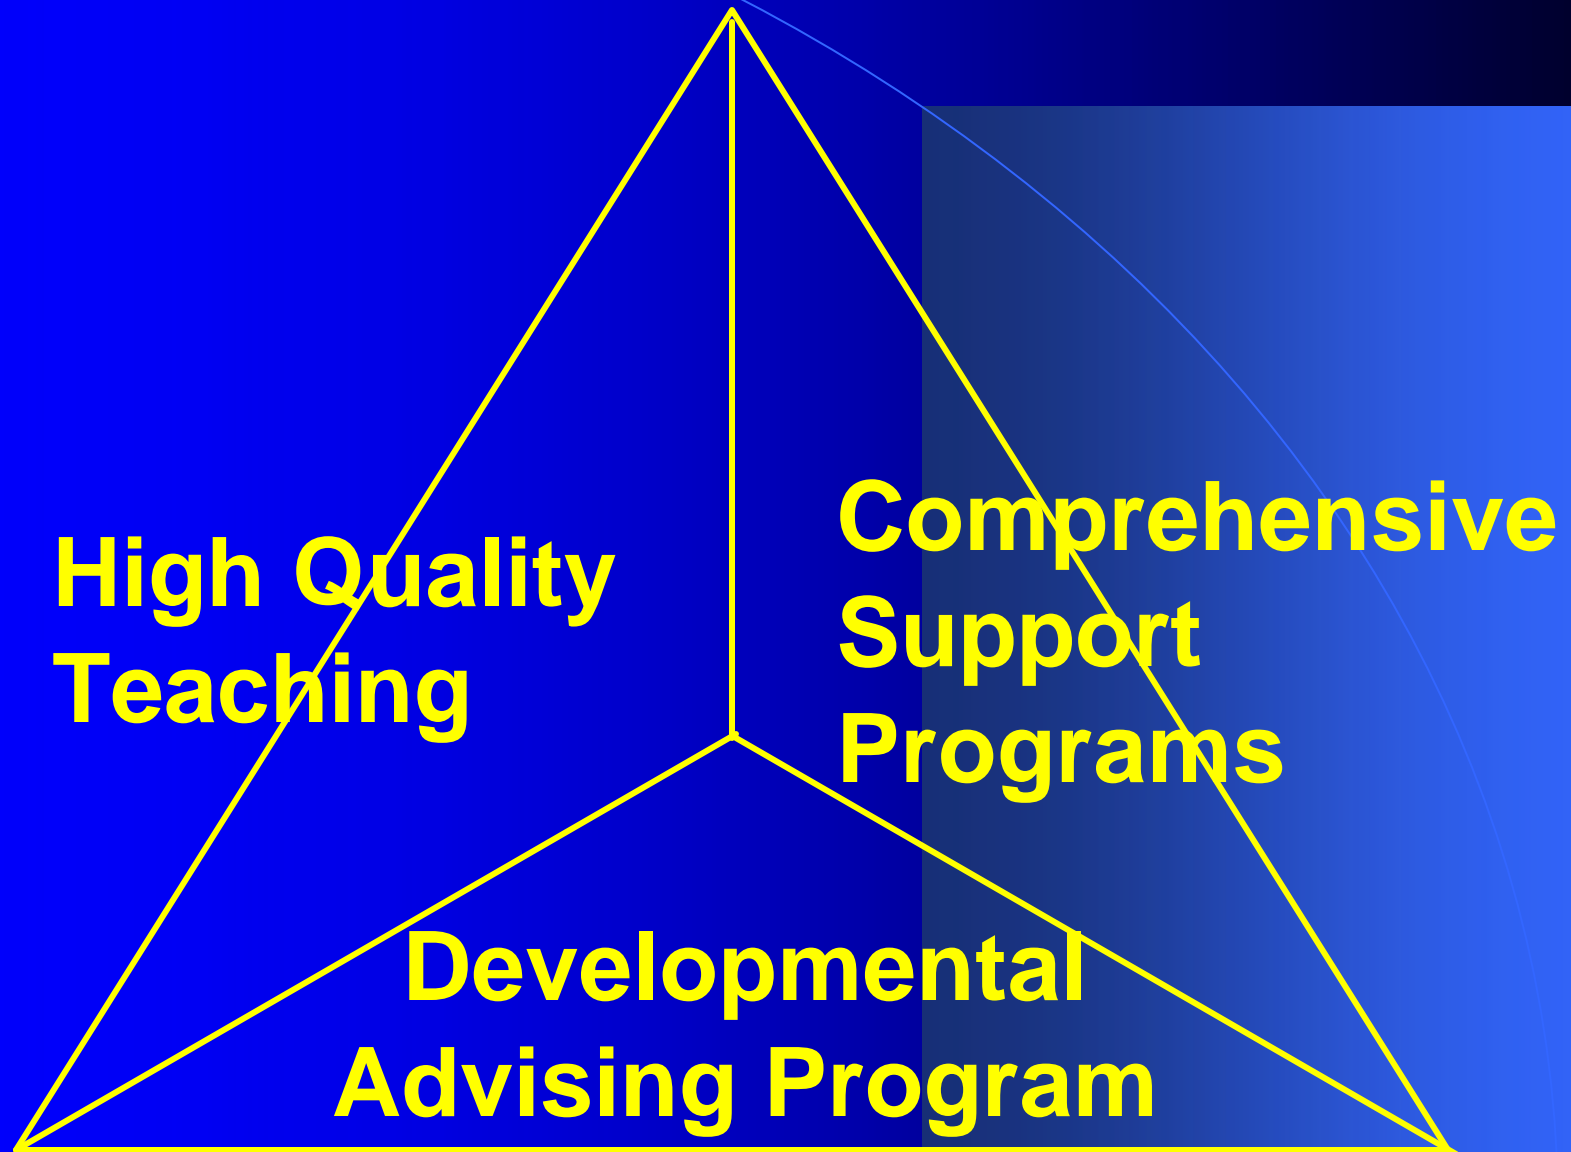 High Quality
Teaching
Comprehensive
Support
Programs
Developmental
Advising Program